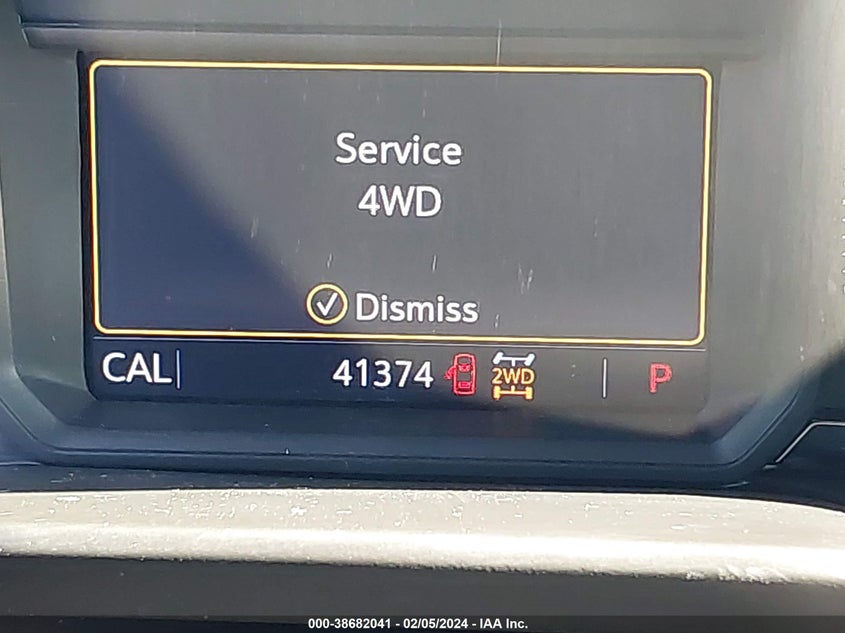 Service
4WD
Dismiss
CAL 41374 2WD P
000-38682041 - 02/05/2024 - IAA Inc.